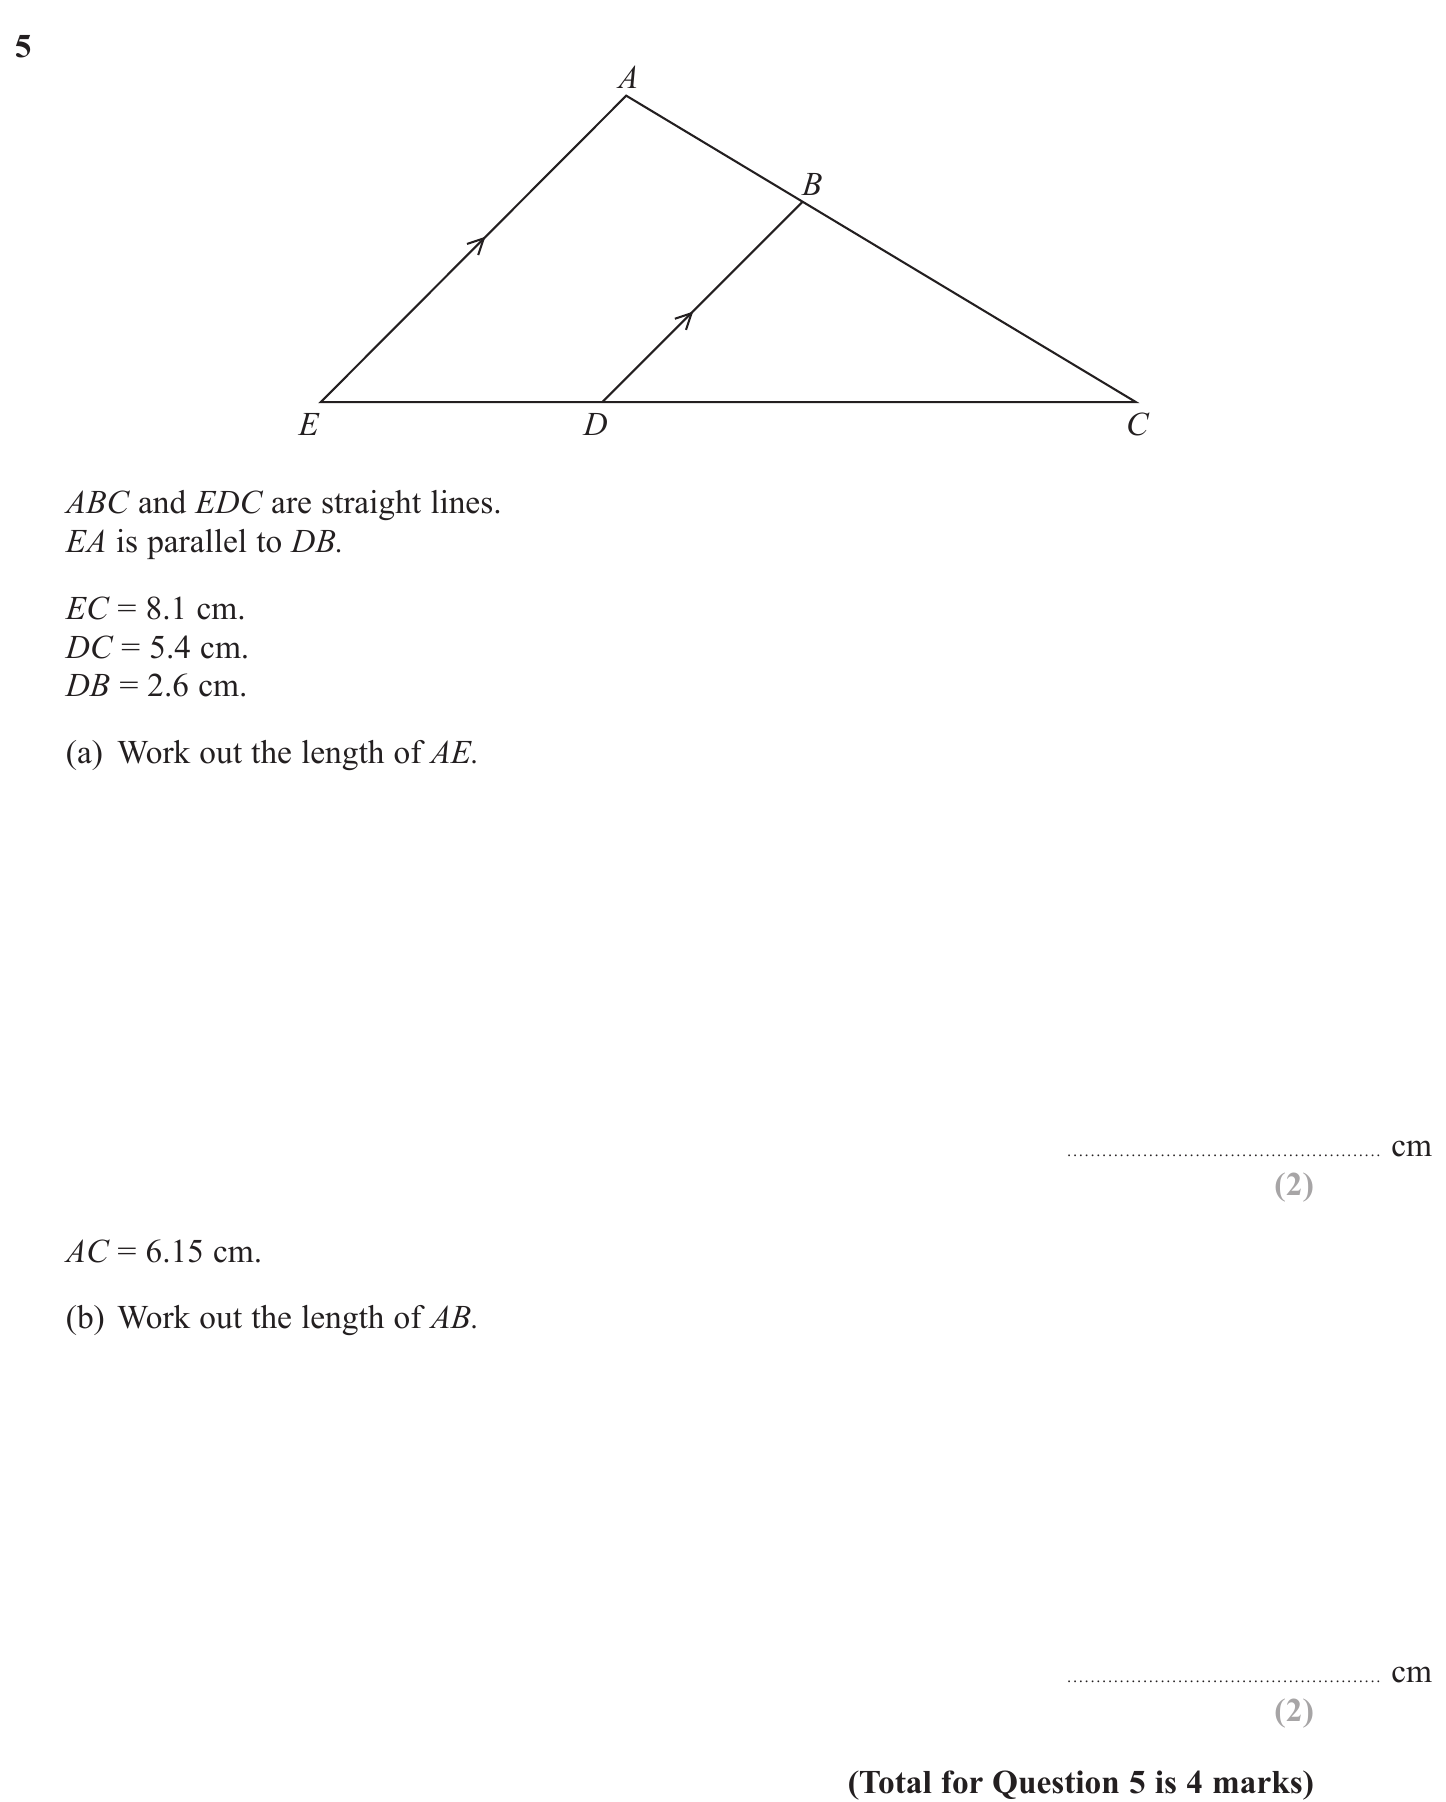 5
A
B
E
D
C
ABC and EDC are straight lines.
EA is parallel to DB.
EC = 8.1 cm.
DC = 5.4 cm.
DB = 2.6 cm.
(a) Work out the length of AE.
...................................................... cm
(2)
AC = 6.15 cm.
(b) Work out the length of AB.
...................................................... cm
(2)
(Total for Question 5 is 4 marks)